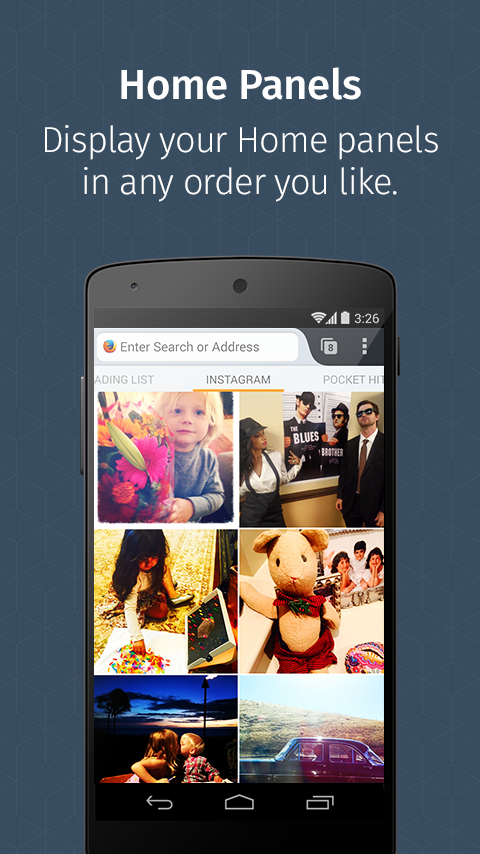 Home Panels
Display your Home panels
in any order you like.
3:26
Enter Search or Address
8
ADING LIST
INSTAGRAM
POCKET HIT
THE
BLUES
BROTHER